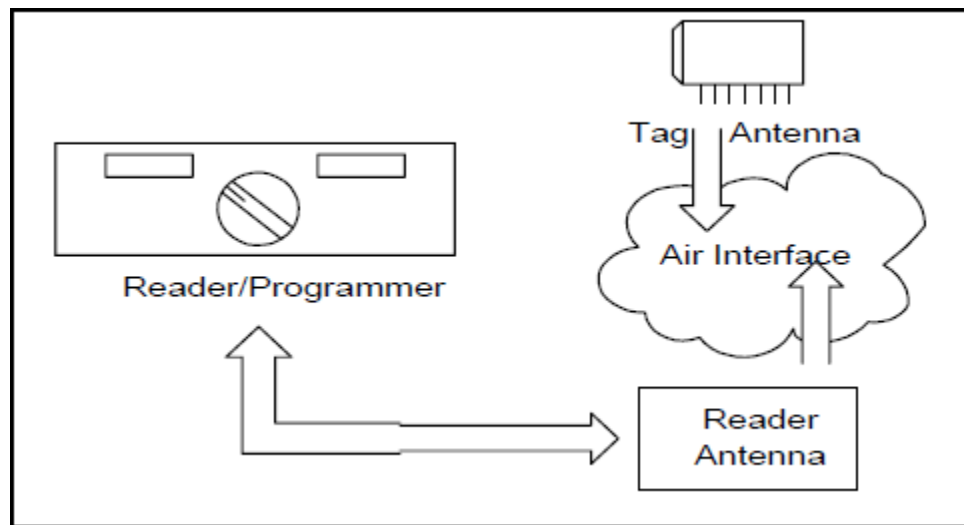 Tag Antenna
Air Interface
Reader/Programmer
Reader
Antenna